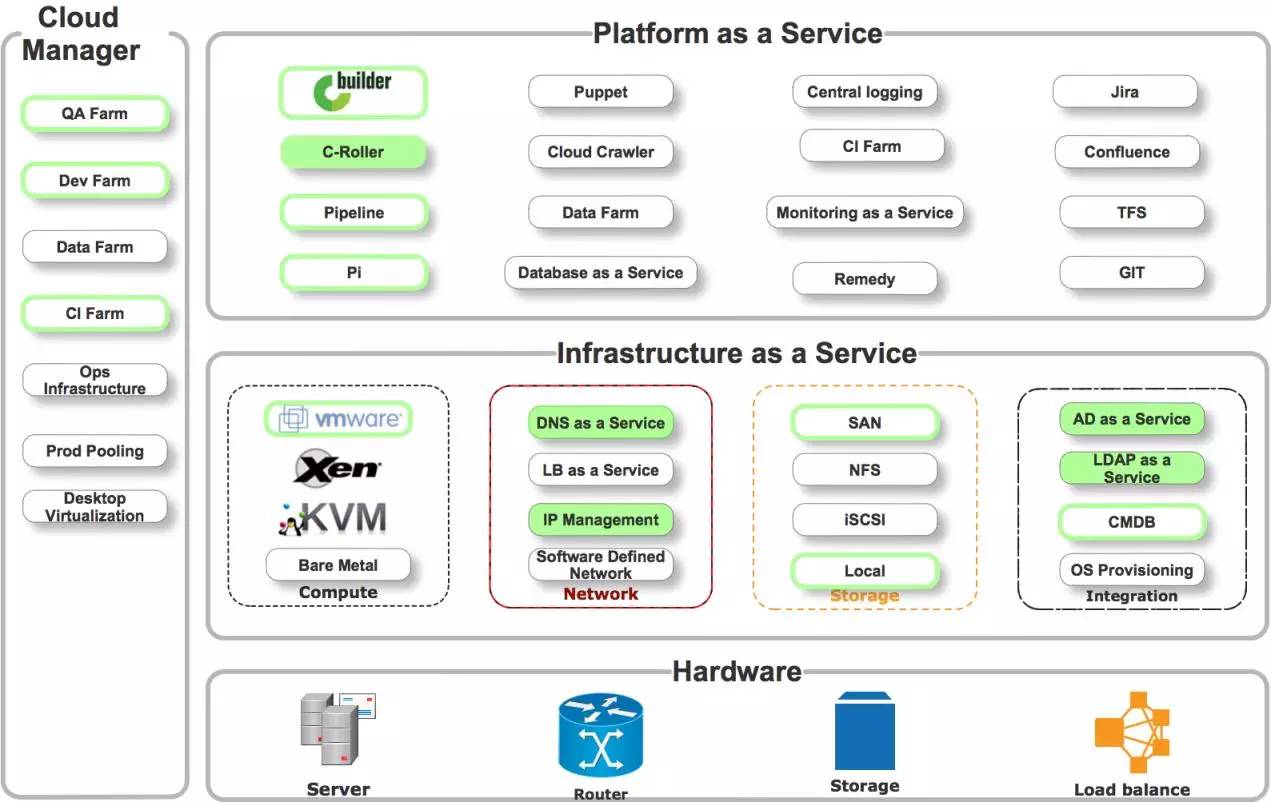 Cloud
Manager
QA Farm
Dev Farm
Data Farm
CI Farm
Ops
Infrastructure
Prod Pooling
Desktop
Virtualization
Platform as a Service
builder
C-Roller
Pipeline
Pi
Puppet
Cloud Crawler
Data Farm
Database as a Service
Central logging
CI Farm
Monitoring as a Service
Remedy
Jira
Confluence
TFS
GIT
Infrastructure as a Service
vmware
Xen
KVM
Bare Metal
Compute
DNS as a Service
LB as a Service
IP Management
Software Defined
Network
Network
SAN
NFS
iSCSI
Local
Storage
AD as a Service
LDAP as a
Service
CMDB
OS Provisioning
Integration
Hardware
Server
Router
Storage
Load balance